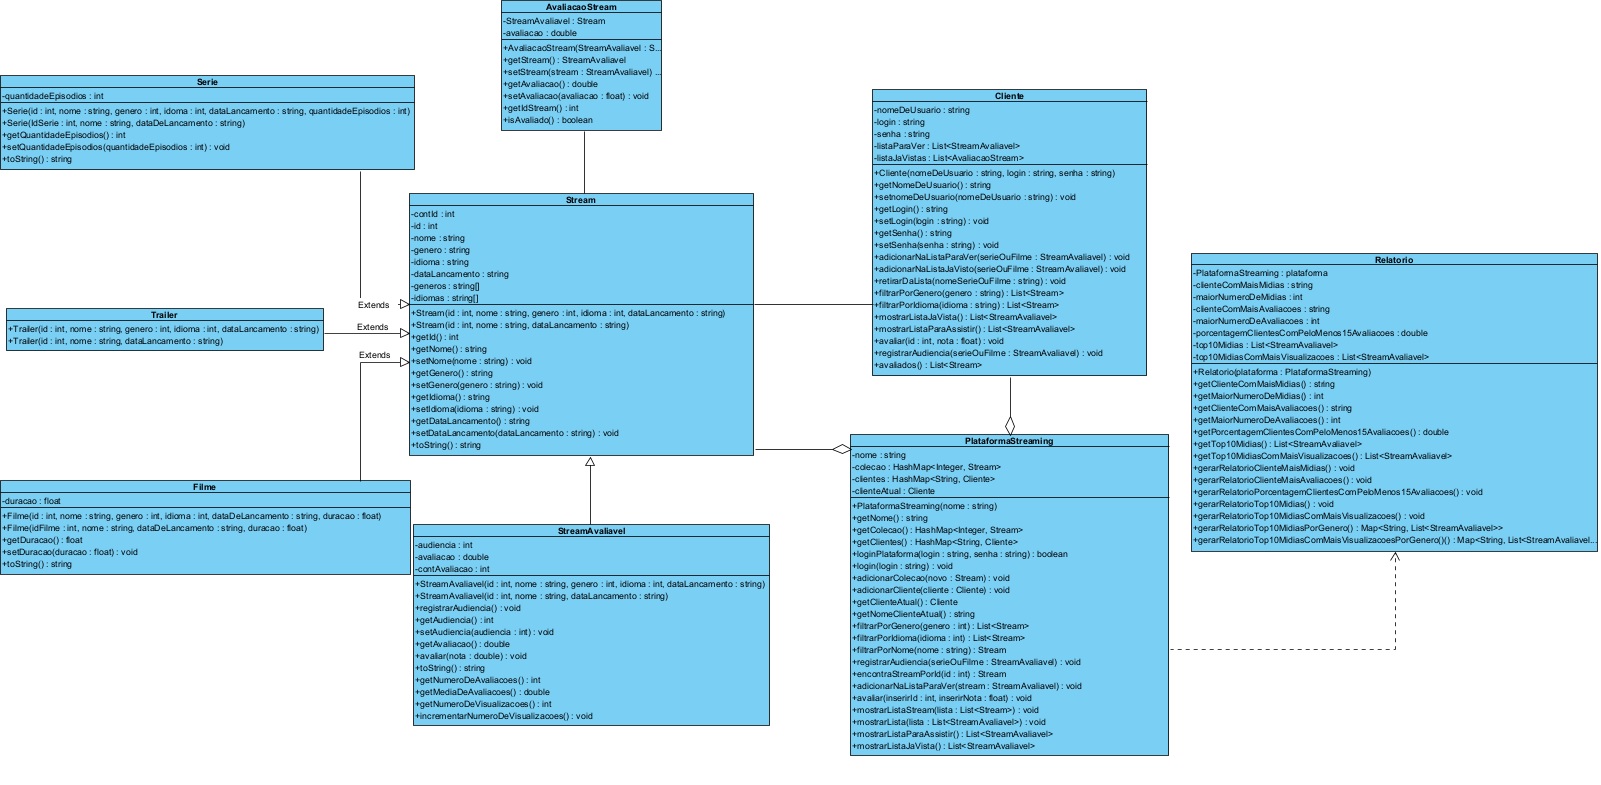 AvaliacaoStream
-StreamAvaliavel : Stream
-avaliacao : double
+AvaliacaoStream(StreamAvaliavel : S...
+getStream() : StreamAvaliavel
+setStream(stream : StreamAvaliavel) ...
+getAvaliacao() : double
+setAvaliacao(avaliacao : float) : void
+getIdStream() : int
+isAvaliado() : boolean
Serie
-quantidadeEpisodios : int
+Serie(id : int, nome : string, genero : int, idioma : int, dataLancamento : string, quantidadeEpisodios : int)
+Serie(IdSerie : int, nome : string, dataDeLancamento : string)
+getQuantidadeEpisodios() : int
+setQuantidadeEpisodios(quantidadeEpisodios : int) : void
+toString() : string
Cliente
-nomeDeUsuario : string
-login : string
-senha : string
-listaParaVer : List<StreamAvaliavel>
-listaJaVistas : List<AvaliacaoStream>
+Cliente(nomeDeUsuario : string, login : string, senha : string)
+getNomeDeUsuario() : string
+setnomeDeUsuario(nomeDeUsuario : string) : void
+getLogin() : string
+setLogin(login : string) : void
+getSenha() : string
+setSenha(senha : string) : void
+adicionarNaListaParaVer(serieOuFilme : StreamAvaliavel) : void
+adicionarNaListaJaVisto(serieOuFilme : StreamAvaliavel) : void
+retirarDaLista(nomeSerieOuFilme : string) : void
+filtrarPorGenero(genero : string) : List<Stream>
+filtrarPorIdioma(idioma : string) : List<Stream>
+mostrarListaJaVista() : List<StreamAvaliavel>
+mostrarListaParaAssistir() : List<StreamAvaliavel>
+avaliar(id : int, nota : float) : void
+registrarAudiencia(serieOuFilme : StreamAvaliavel) : void
+avaliados() : List<Stream>
Stream
-contId : int
-id : int
-nome : string
-genero : string
-idioma : string
-dataLancamento : string
-generos : string[]
-idiomas : string[]
+Stream(id : int, nome : string, genero : int, idioma : int, dataLancamento : string)
+Stream(id : int, nome : string, dataLancamento : string)
+getId() : int
+getNome() : string
+setNome(nome : string) : void
+getGenero() : string
+setGenero(genero : string) : void
+getIdioma() : string
+setIdioma(idioma : string) : void
+getDataLancamento() : string
+setDataLancamento(dataLancamento : string) : void
+toString() : string
Extends
Extends
Extends
Trailer
+Trailer(id : int, nome : string, genero : int, idioma : int, dataLancamento : string)
+Trailer(id : int, nome : string, dataLancamento : string)
Relatorio
-PlataformaStreaming : plataforma
-clienteComMaisMidias : string
-maiorNumeroDeMidias : int
-clienteComMaisAvaliacoes : string
-maiorNumeroDeAvaliacoes : int
-porcentagemClientesComPeloMenos15Avaliacoes : double
-top10Midias : List<StreamAvaliavel>
-top10MidiasComMaisVisualizacoes : List<StreamAvaliavel>
+Relatorio(plataforma : PlataformaStreaming)
+getClienteComMaisMidias() : string
+getMaiorNumeroDeMidias() : int
+getClienteComMaisAvaliacoes() : string
+getMaiorNumeroDeAvaliacoes() : int
+getPorcentagemClientesComPeloMenos15Avaliacoes() : double
+getTop10Midias() : List<StreamAvaliavel>
+getTop10MidiasComMaisVisualizacoes() : List<StreamAvaliavel>
+gerarRelatorioClienteMaisMidias() : void
+gerarRelatorioClienteMaisAvaliacoes() : void
+gerarRelatorioPorcentagemClientesComPeloMenos15Avaliacoes() : void
+gerarRelatorioTop10Midias() : void
+gerarRelatorioTop10MidiasComMaisVisualizacoes() : void
+gerarRelatorioTop10MidiasPorGenero() : Map<String, List<StreamAvaliavel>>
+gerarRelatorioTop10MidiasComMaisVisualizacoesPorGenero()() : Map<String, List<StreamAvaliavel...
PlataformaStreaming
-nome : string
-colecao : HashMap<Integer, Stream>
-clientes : HashMap<String, Cliente>
-clienteAtual : Cliente
+PlataformaStreaming(nome : string)
+getNome() : string
+getColecao() : HashMap<Integer, Stream>
+getClientes() : HashMap<String, Cliente>
+loginPlataforma(login : string, senha : string) : boolean
+login(login : string) : void
+adicionarColecao(novo : Stream) : void
+adicionarCliente(cliente : Cliente) : void
+getClienteAtual() : Cliente
+getNomeClienteAtual() : string
+filtrarPorGenero(genero : int) : List<Stream>
+filtrarPorIdioma(idioma : int) : List<Stream>
+filtrarPorNome(nome : string) : Stream
+registrarAudiencia(serieOuFilme : StreamAvaliavel) : void
+encontraStreamPorId(id : int) : Stream
+adicionarNaListaParaVer(stream : StreamAvaliavel) : void
+avaliar(inserirId : int, inserirNota : float) : void
+mostrarListaStream(lista : List<Stream>) : void
+mostrarLista(lista : List<StreamAvaliavel>) : void
+mostrarListaParaAssistir() : List<StreamAvaliavel>
+mostrarListaJaVista() : List<StreamAvaliavel>
Filme
-duracao : float
+Filme(id : int, nome : string, genero : int, idioma : int, dataDeLancamento : string, duracao : float)
+Filme(idFilme : int, nome : string, dataDeLancamento : string, duracao : float)
+getDuracao() : float
+setDuracao(duracao : float) : void
+toString() : string
StreamAvaliavel
-audiencia : int
-avaliacao : double
-contAvaliacao : int
+StreamAvaliavel(id : int, nome : string, genero : int, idioma : int, dataLancamento : string)
+StreamAvaliavel(id : int, nome : string, dataLancamento : string)
+registrarAudiencia() : void
+getAudiencia() : int
+setAudiencia(audiencia : int) : void
+getAvaliacao() : double
+avaliar(nota : double) : void
+toString() : string
+getNumeroDeAvaliacoes() : int
+getMediaDeAvaliacoes() : double
+getNumeroDeVisualizacoes() : int
+incrementarNumeroDeVisualizacoes() : void